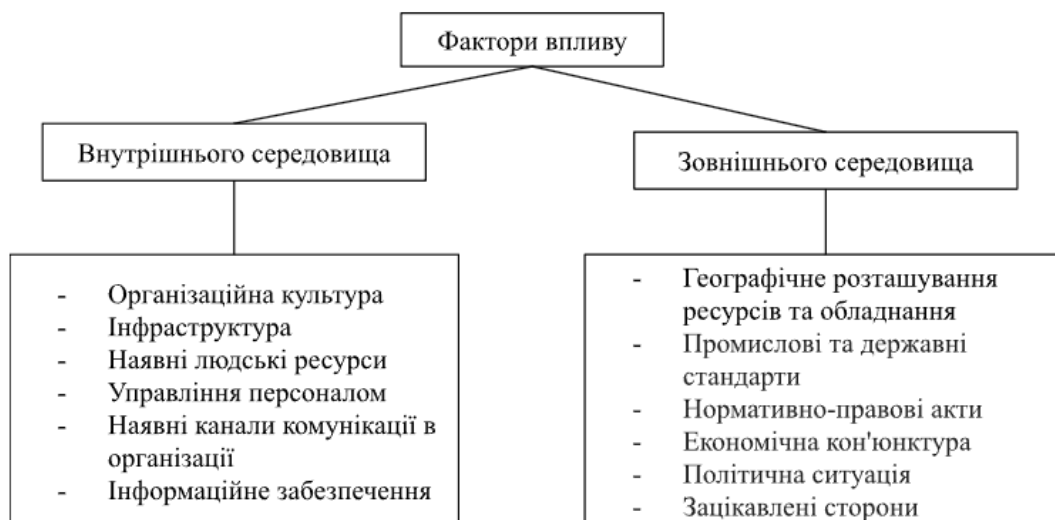 Фактори впливу
Внутрішнього середовища
Зовнішнього середовища
- Організаційна культура
- Інфраструктура
- Наявні людські ресурси
- Управління персоналом
- Наявні канали комунікації в
організації
- Інформаційне забезпечення
- Географічне розташування
ресурсів та обладнання
- Промислові та державні
стандарти
- Нормативно-правові акти
- Економічна кон'юнктура
- Політична ситуація
- Зацікавлені сторони